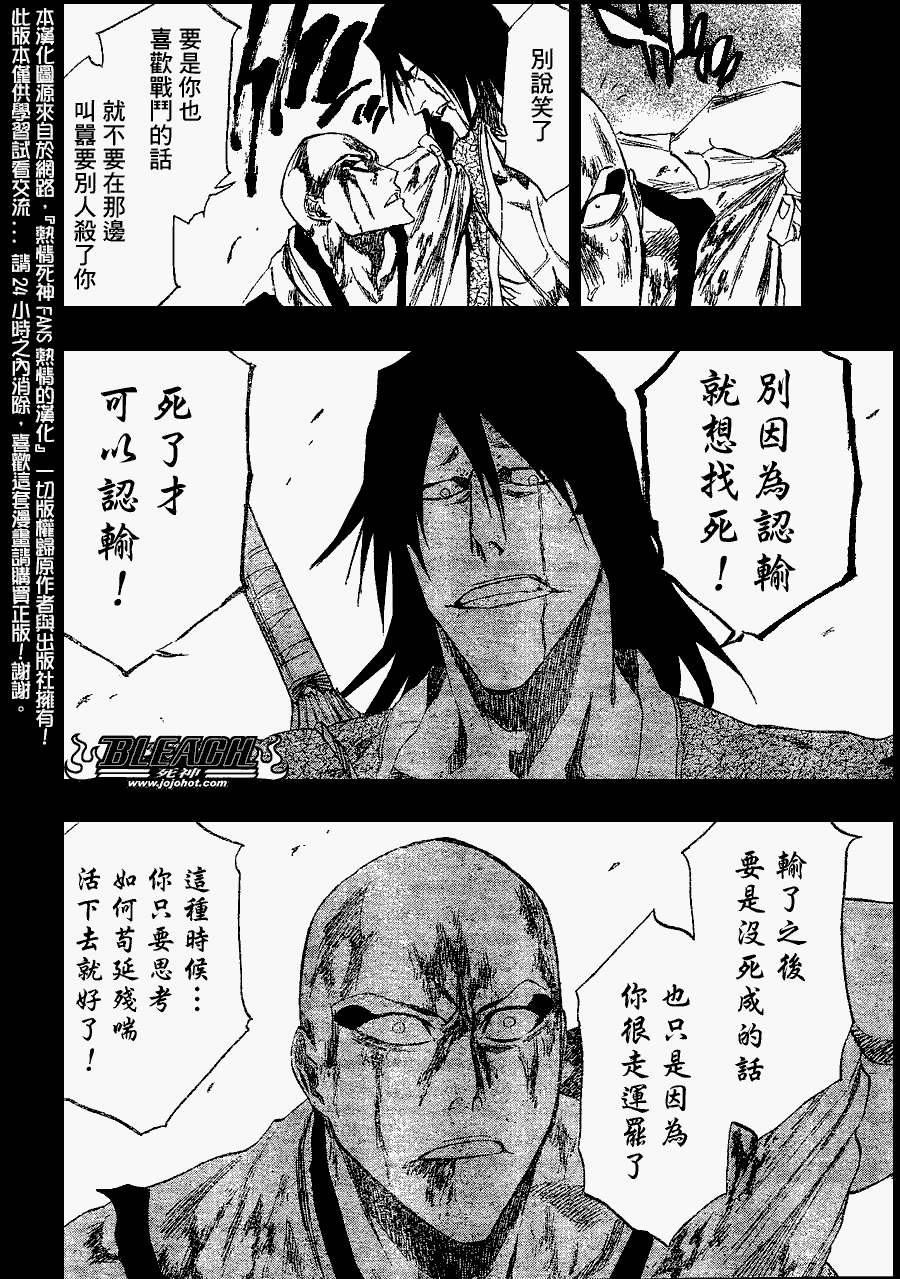 別說笑了
要是你也
喜歡戰鬥的話
就不要在那邊
叫囂要別人殺了你
別因為認輸
就想找死！
死了才
可以認輸！
輸了之後
要是沒死成的話
也只是因為
你很走運罷了
這種時候…
你只要思考
如何苟延殘喘
活下去就好了！
BLEACH
死神
www.jojohot.com
本漢化圖源來自於網路，『熱情死神 FANS 熱情的漢化』一切版權歸原作者與出版社擁有！
此版本僅供學習試看交流... 請 24 小時之內消除，喜歡這套漫畫請購買正版！謝謝。